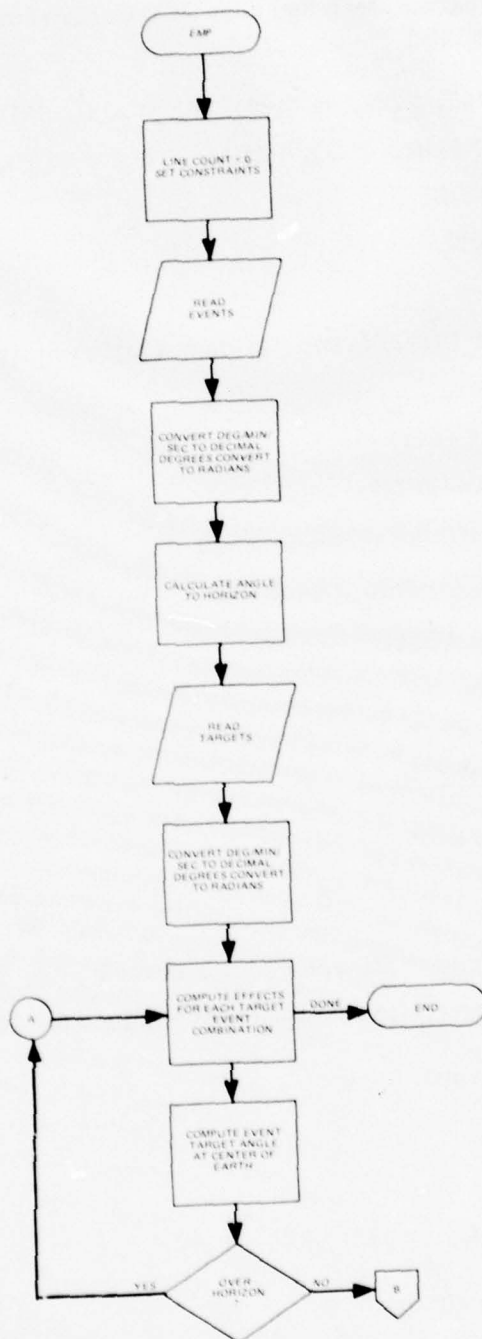 EMP
LINE COUNT = 0
SET CONSTRAINTS
READ
EVENTS
CONVERT DEG/MIN/
SEC TO DECIMAL
DEGREES CONVERT
TO RADIANS
CALCULATE ANGLE
TO HORIZON
READ
TARGETS
CONVERT DEG/MIN/
SEC TO DECIMAL
DEGREES CONVERT
TO RADIANS
A
COMPUTE EFFECTS
FOR EACH TARGET
EVENT
COMBINATION
DONE
END
COMPUTE EVENT
TARGET ANGLE
AT CENTER OF
EARTH
YES
OVER
HORIZON
NO
B